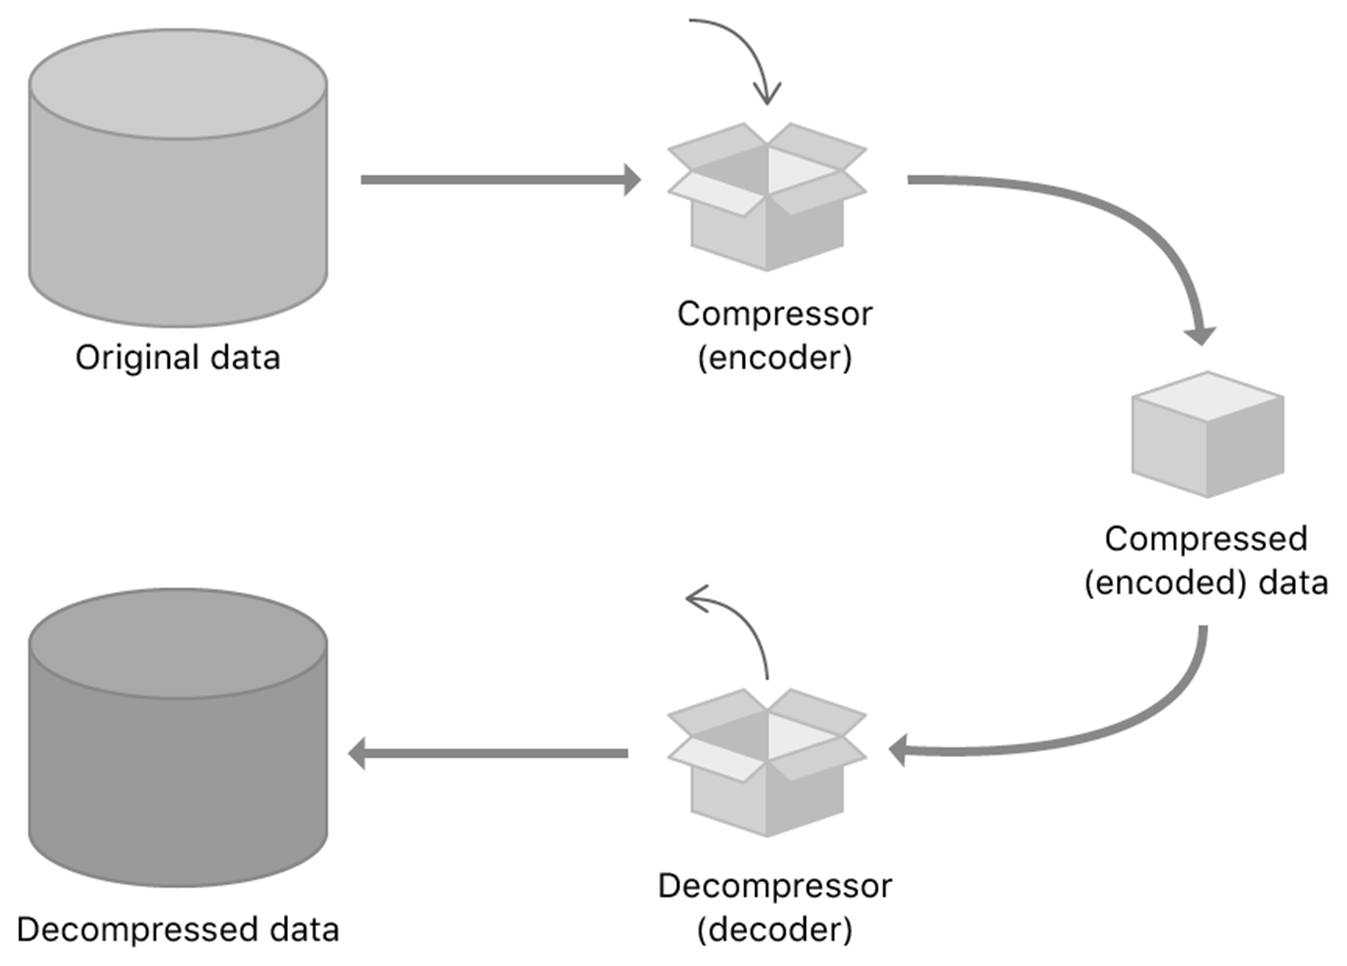 Original data
Compressor
(encoder)
Compressed
(encoded) data
Decompressor
(decoder)
Decompressed data